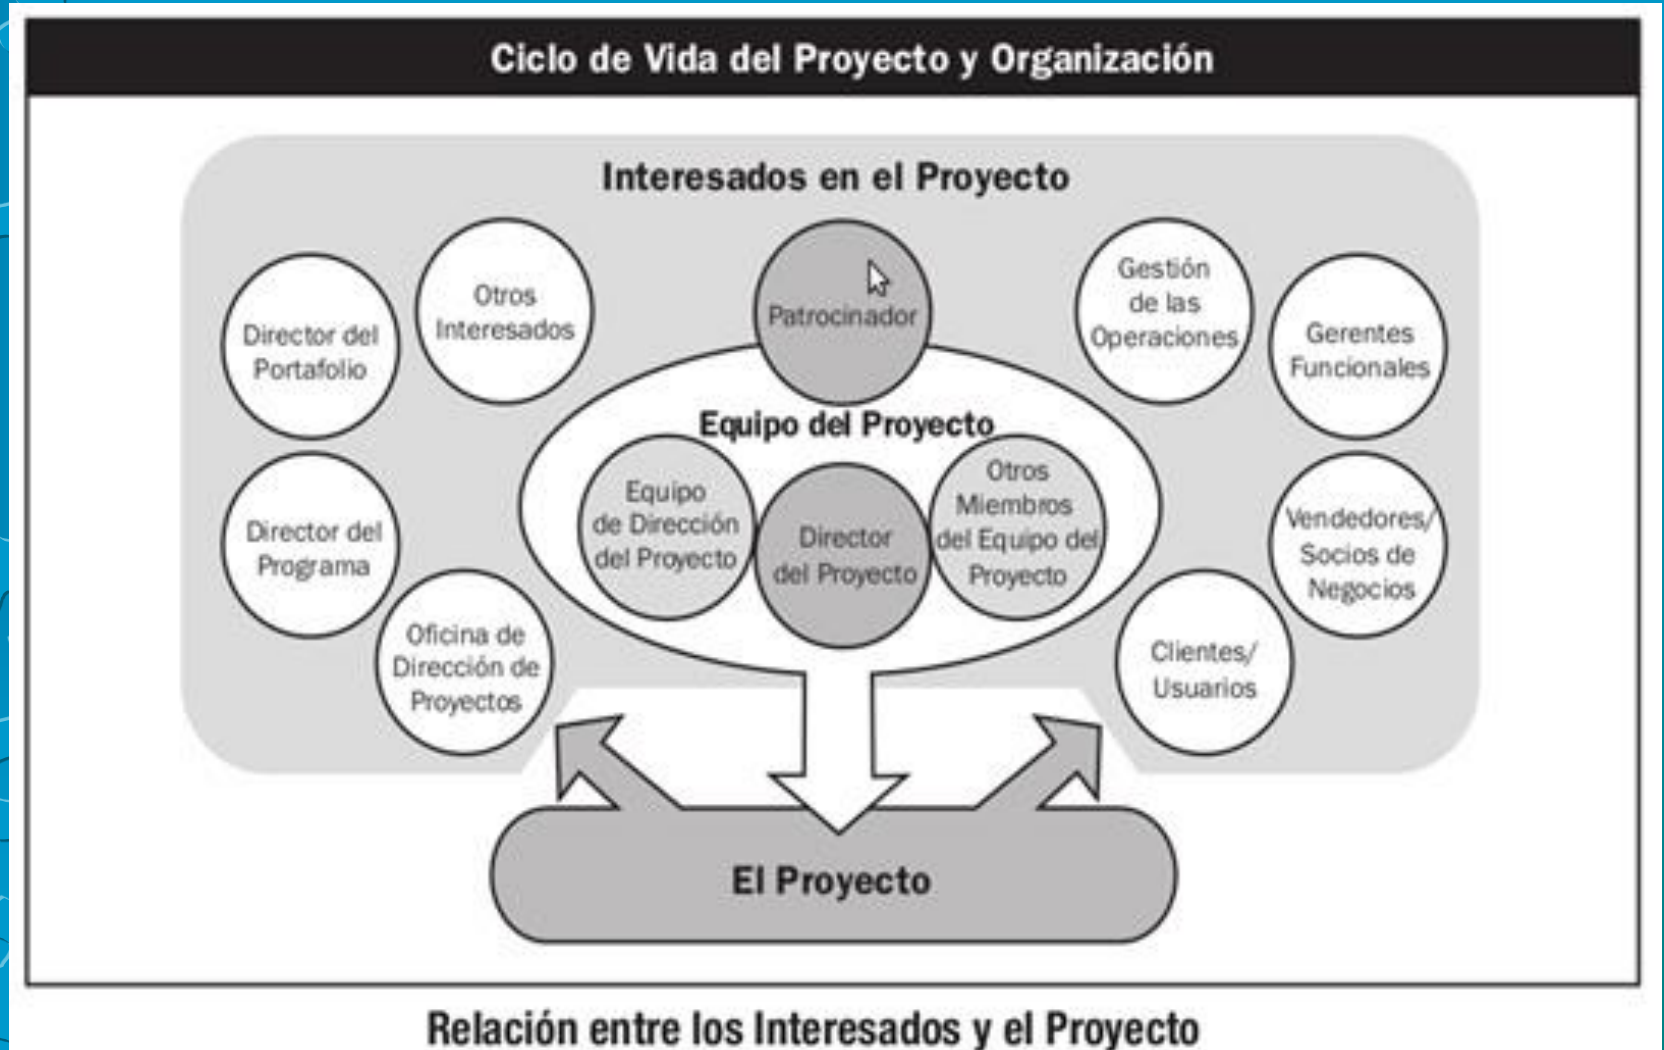 Ciclo de Vida del Proyecto y Organización
Interesados en el Proyecto
Director del
Portafolio
Otros
Interesados
Patrocinador
Gestión
de las
Operaciones
Gerentes
Funcionales
Equipo del Proyecto
Equipo
de Dirección
del Proyecto
Director
del Proyecto
Otros
Miembros
del Equipo del
Proyecto
Director del
Programa
Oficina de
Dirección de
Proyectos
Vendedores/
Socios de
Negocios
Clientes/
Usuarios
El Proyecto
Relación entre los Interesados y el Proyecto